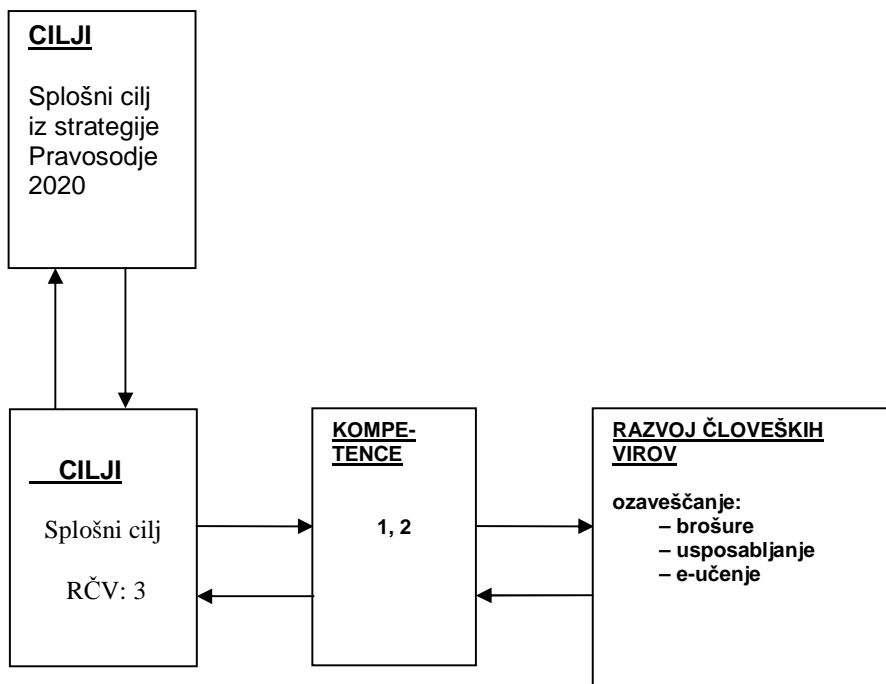 CILJI
Splošni cilj
iz strategije
Pravosodje
2020
CILJI
Splošni cilj
RČV: 3
KOMPE-
TENCE
1, 2
RAZVOJ ČLOVEŠKIH
VIROV
ozaveščanje:
– brošure
– usposabljanje
– e-učenje